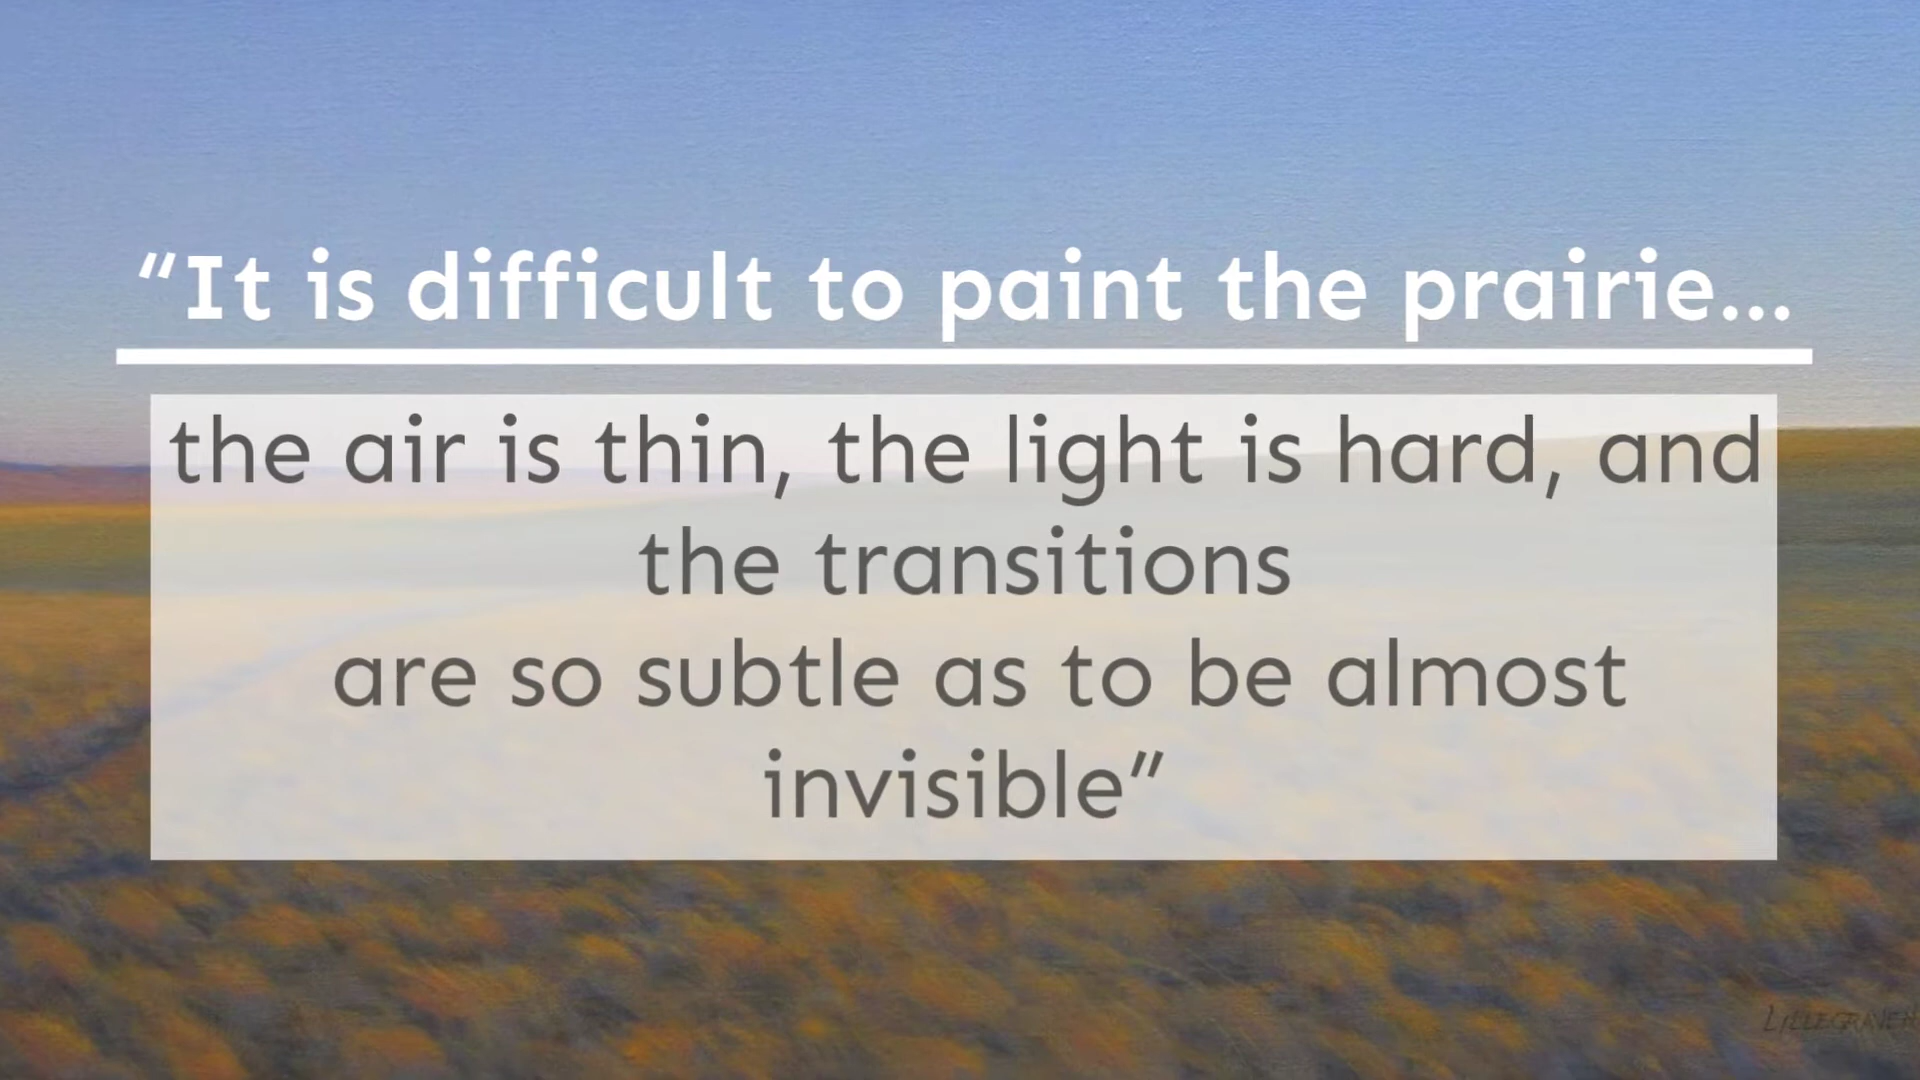 “It is difficult to paint the prairie...
the air is thin, the light is hard, and
the transitions
are so subtle as to be almost
invisible”
LILLEGRAVEN